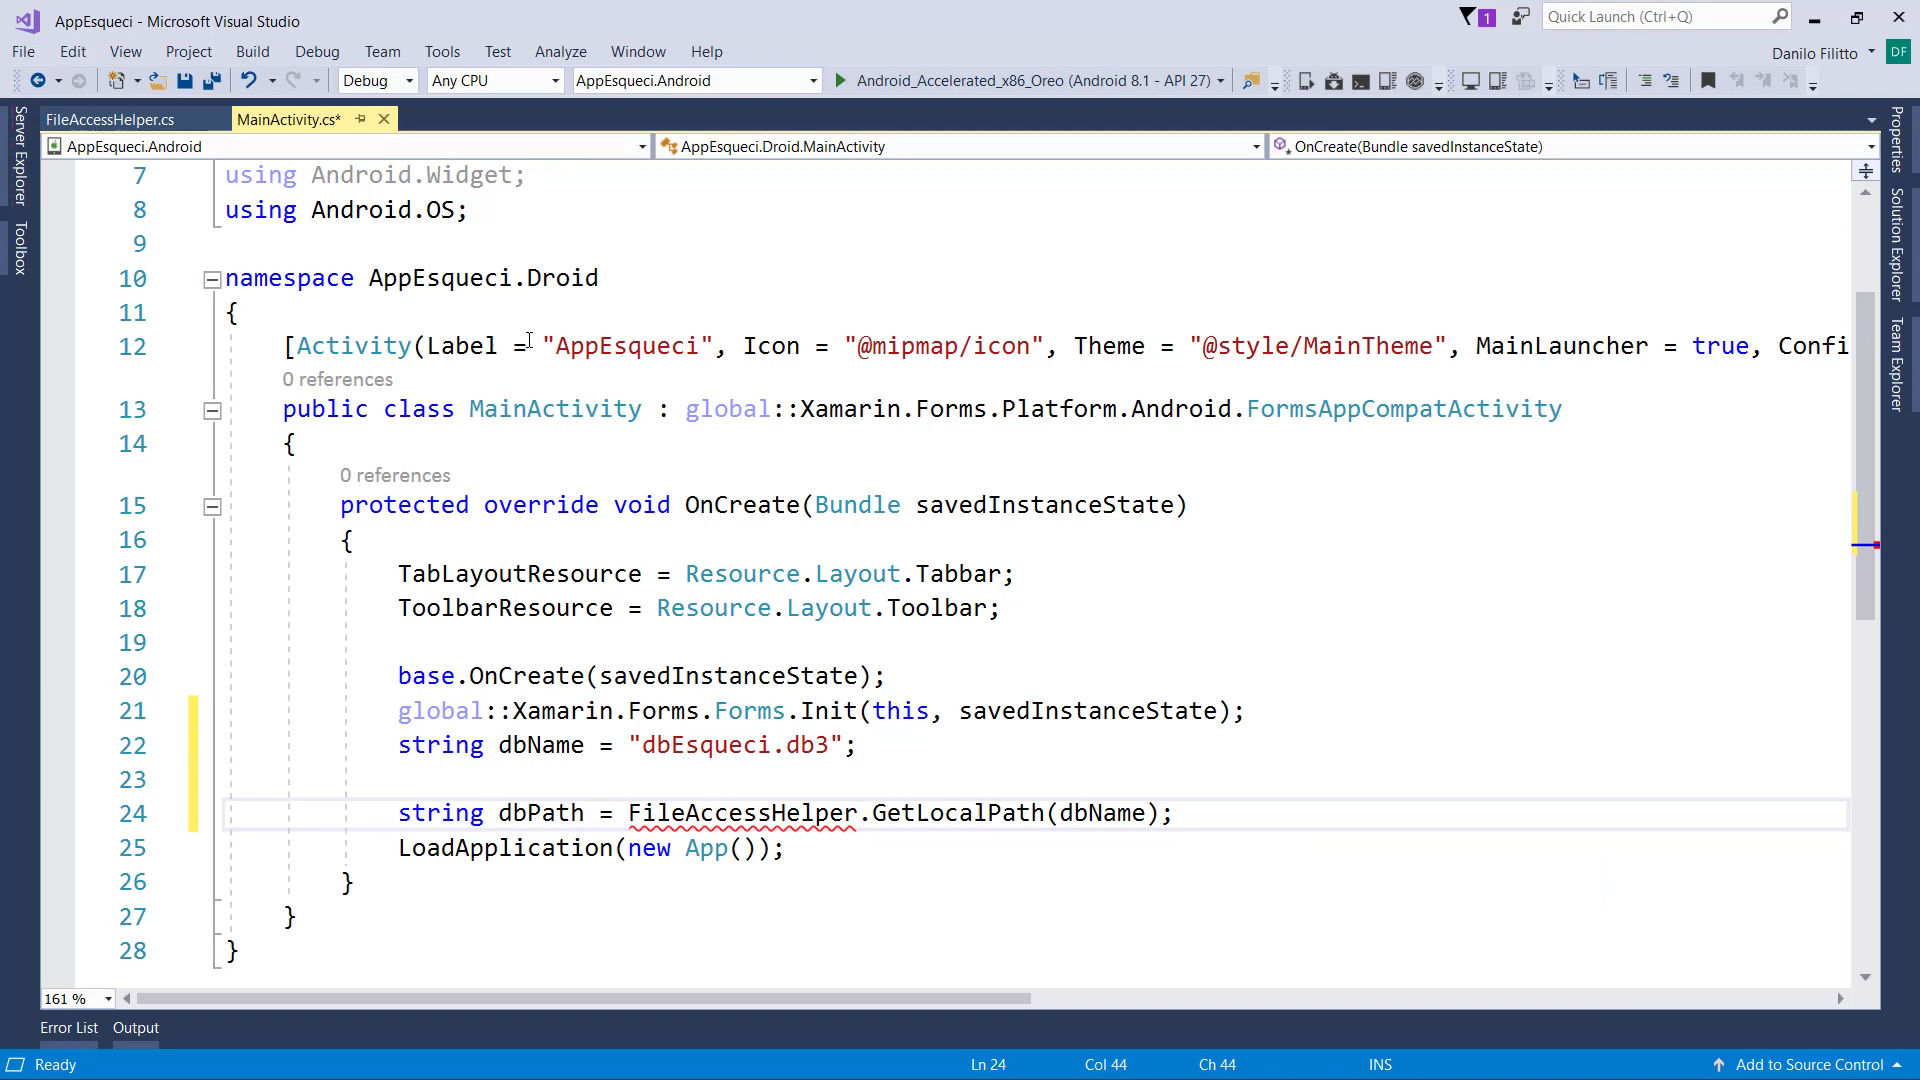 AppEsqueci - Microsoft Visual Studio
1
Quick Launch (Ctrl+Q)
File Edit View Project Build Debug Team Tools Test Analyze Window Help
Danilo Filitto DF
Debug Any CPU AppEsqueci.Android Android_Accelerated_x86_Oreo (Android 8.1 - API 27)
Server Explorer
Toolbox
FileAccessHelper.cs MainActivity.cs*
AppEsqueci.Android AppEsqueci.Droid.MainActivity OnCreate(Bundle savedInstanceState)
Properties
Solution Explorer
Team Explorer
7 using Android.Widget;
8 using Android.OS;
9
10 namespace AppEsqueci.Droid
11 {
12 [Activity(Label = "AppEsqueci", Icon = "@mipmap/icon", Theme = "@style/MainTheme", MainLauncher = true, Confi
0 references
13 public class MainActivity : global::Xamarin.Forms.Platform.Android.FormsAppCompatActivity
14 {
0 references
15 protected override void OnCreate(Bundle savedInstanceState)
16 {
17 TabLayoutResource = Resource.Layout.Tabbar;
18 ToolbarResource = Resource.Layout.Toolbar;
19
20 base.OnCreate(savedInstanceState);
21 global::Xamarin.Forms.Forms.Init(this, savedInstanceState);
22 string dbName = "dbEsqueci.db3";
23
24 string dbPath = FileAccessHelper.GetLocalPath(dbName);
25 LoadApplication(new App());
26 }
27 }
28 }
161 %
Error List Output
Ready Ln 24 Col 44 Ch 44 INS Add to Source Control